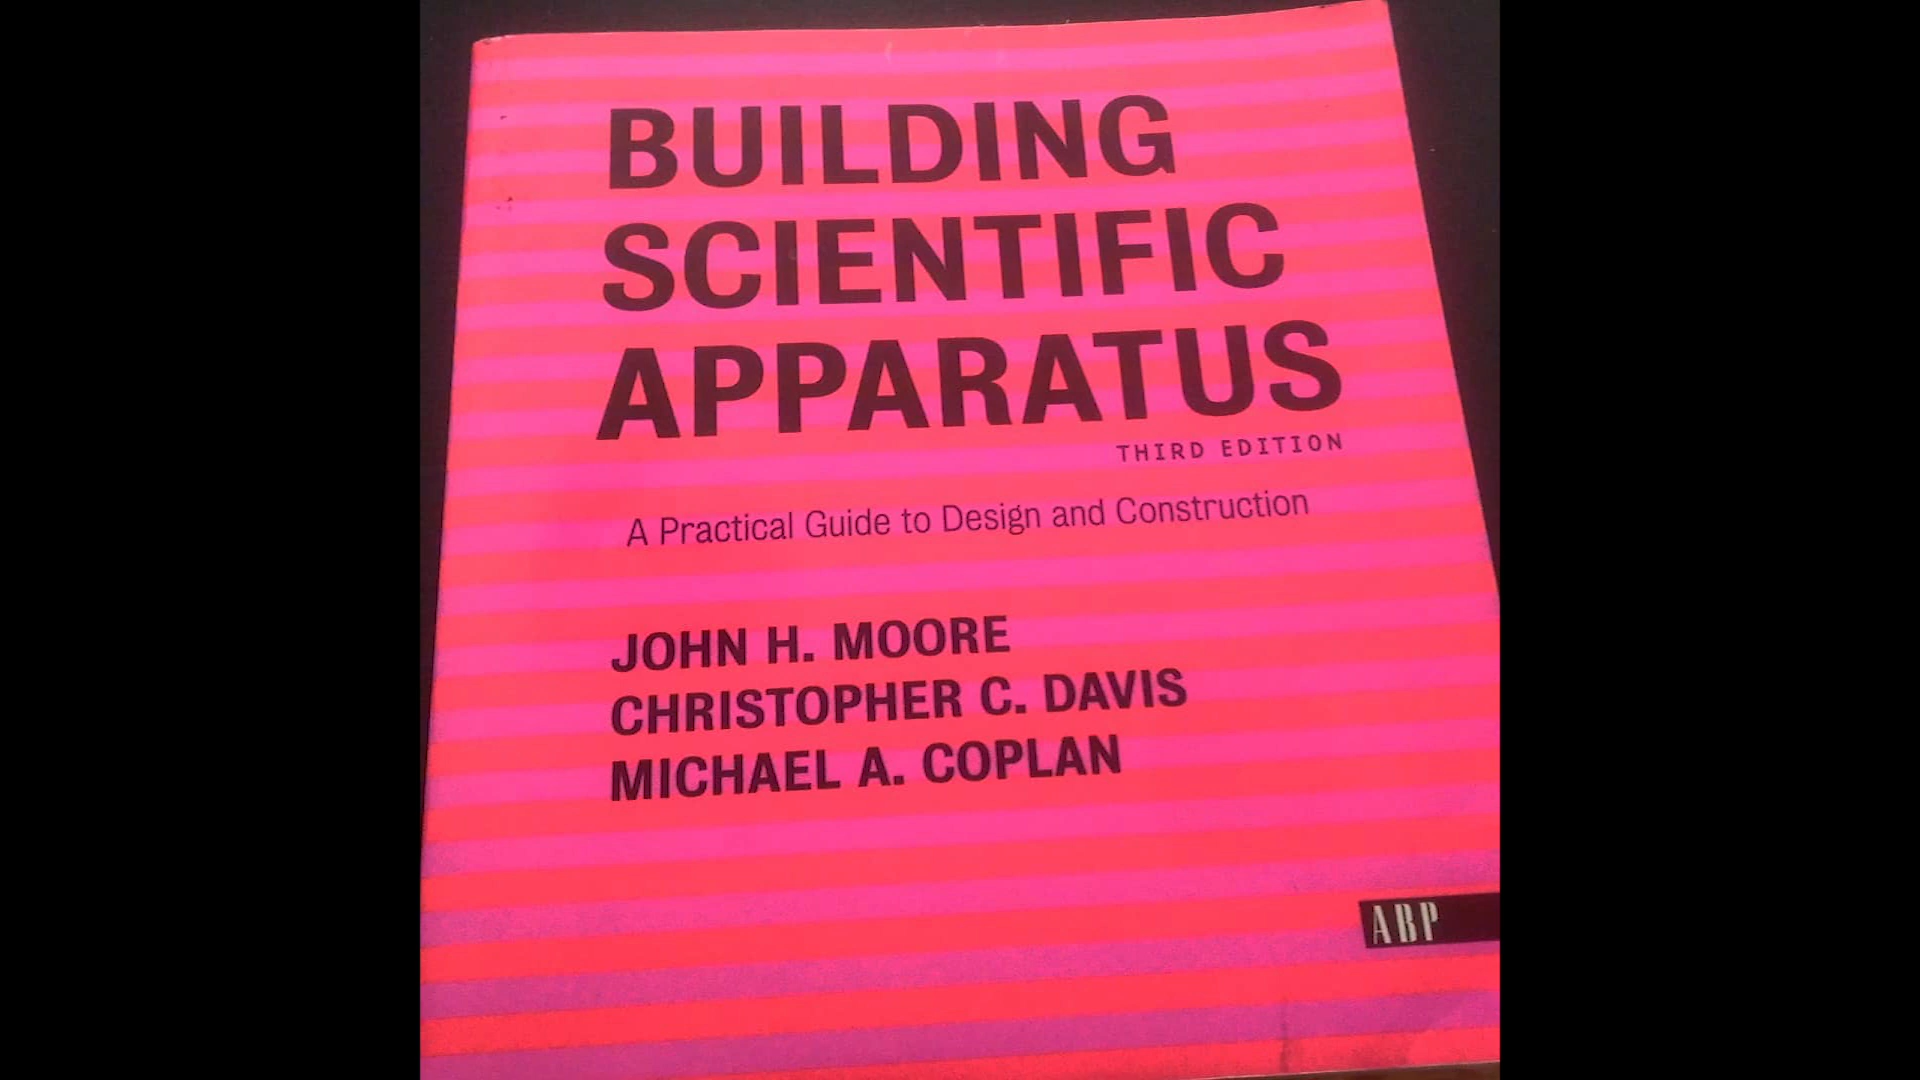 BUILDING
SCIENTIFIC
APPARATUS
THIRD EDITION
A Practical Guide to Design and Construction
JOHN H. MOORE
CHRISTOPHER C. DAVIS
MICHAEL A. COPLAN
ABP